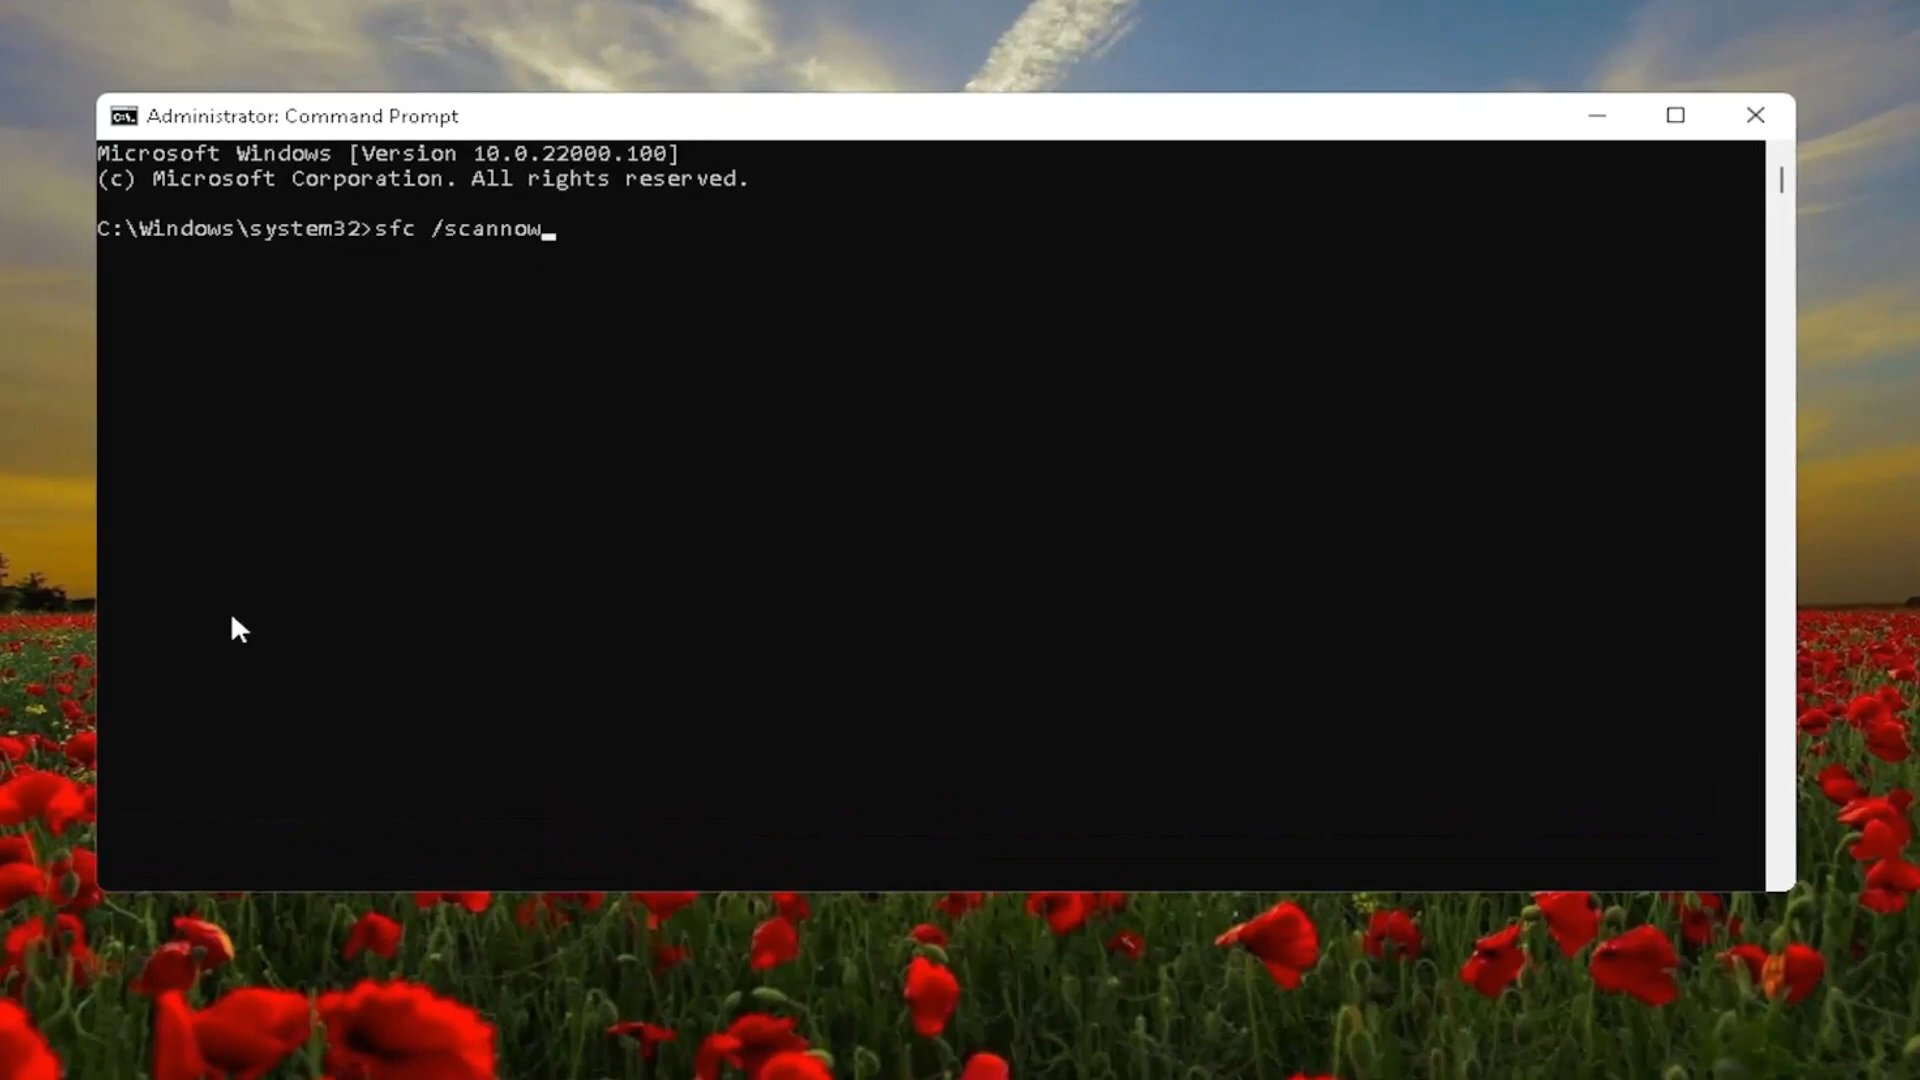 Administrator: Command Prompt
Microsoft Windows [Version 10.0.22000.100]
(c) Microsoft Corporation. All rights reserved.
C:\Windows\system32>sfc /scannow